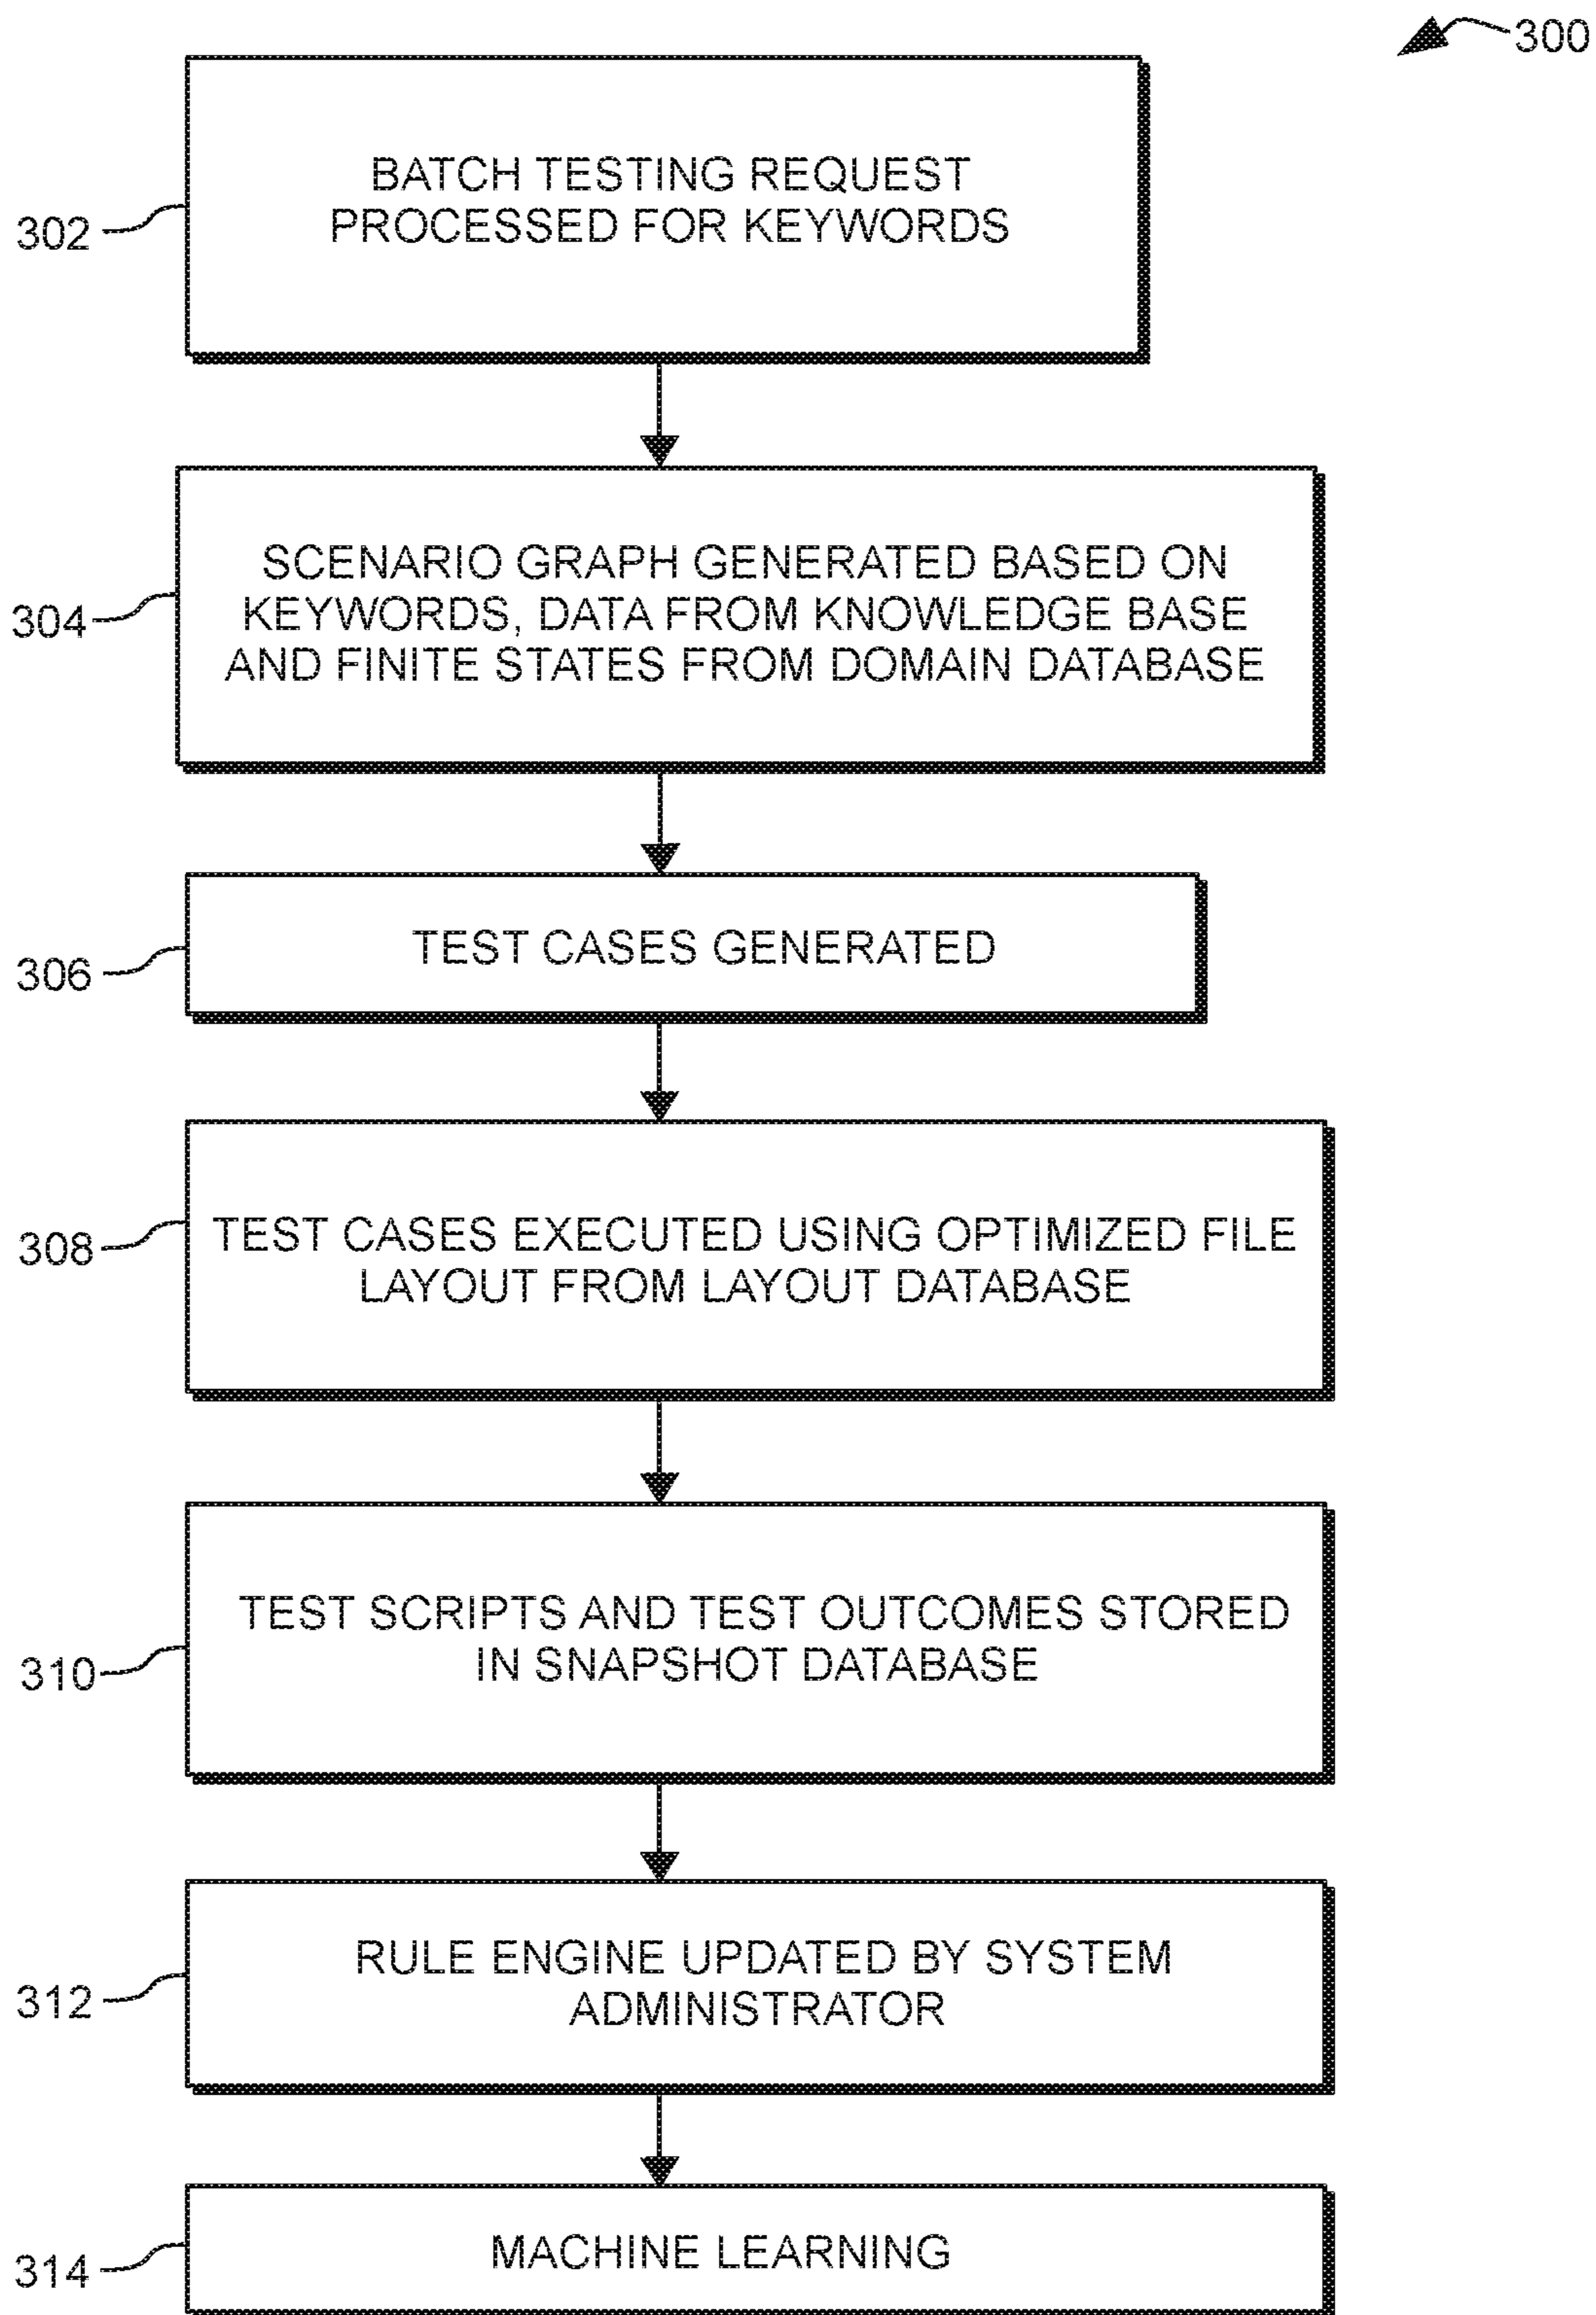 300
302
BATCH TESTING REQUEST
PROCESSED FOR KEYWORDS
304
SCENARIO GRAPH GENERATED BASED ON
KEYWORDS, DATA FROM KNOWLEDGE BASE
AND FINITE STATES FROM DOMAIN DATABASE
306
TEST CASES GENERATED
308
TEST CASES EXECUTED USING OPTIMIZED FILE
LAYOUT FROM LAYOUT DATABASE
310
TEST SCRIPTS AND TEST OUTCOMES STORED
IN SNAPSHOT DATABASE
312
RULE ENGINE UPDATED BY SYSTEM
ADMINISTRATOR
314
MACHINE LEARNING